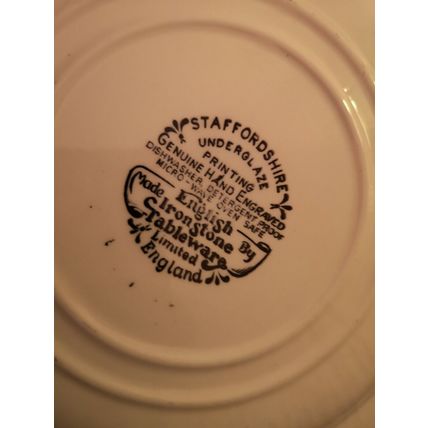 STAFFORDSHIRE
UNDERGLAZE
PRINTING
GENUINE HAND ENGRAVED
DISHWASHER, DETERGENT PROOF
MICRO-WAVE OVEN SAFE
Made By
English
Ironstone
Tableware
Limited
England